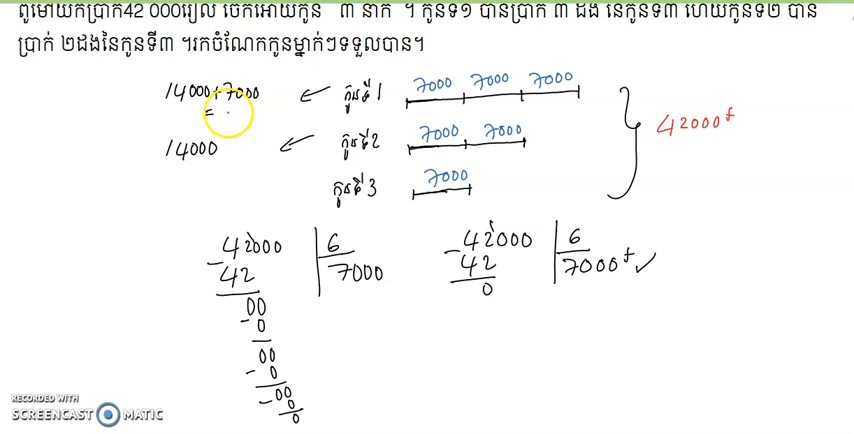 ពូមោយកប្រាក់42 000រៀល ចែកអោយកូន ៣ នាក់ ។ កូនទី១ បានប្រាក់ ៣ ដង នៃកូនទី៣ ហើយកូនទី២ បាន
ប្រាក់ ២ដងនៃកូនទី៣ ។រកចំណែកកូនម្នាក់ៗទទួលបាន។
14000+7000 កូនទី1 7000 7000 7000
=
14000 កូនទី2 7000 7000
42000៛
កូនទី3 7000
42000 6
- 42 7000
00
- 0
00
- 0
00
- 0
0
42000 6
- 42 7000៛ ✓
0
RECORDED WITH
SCREENCAST MATIC